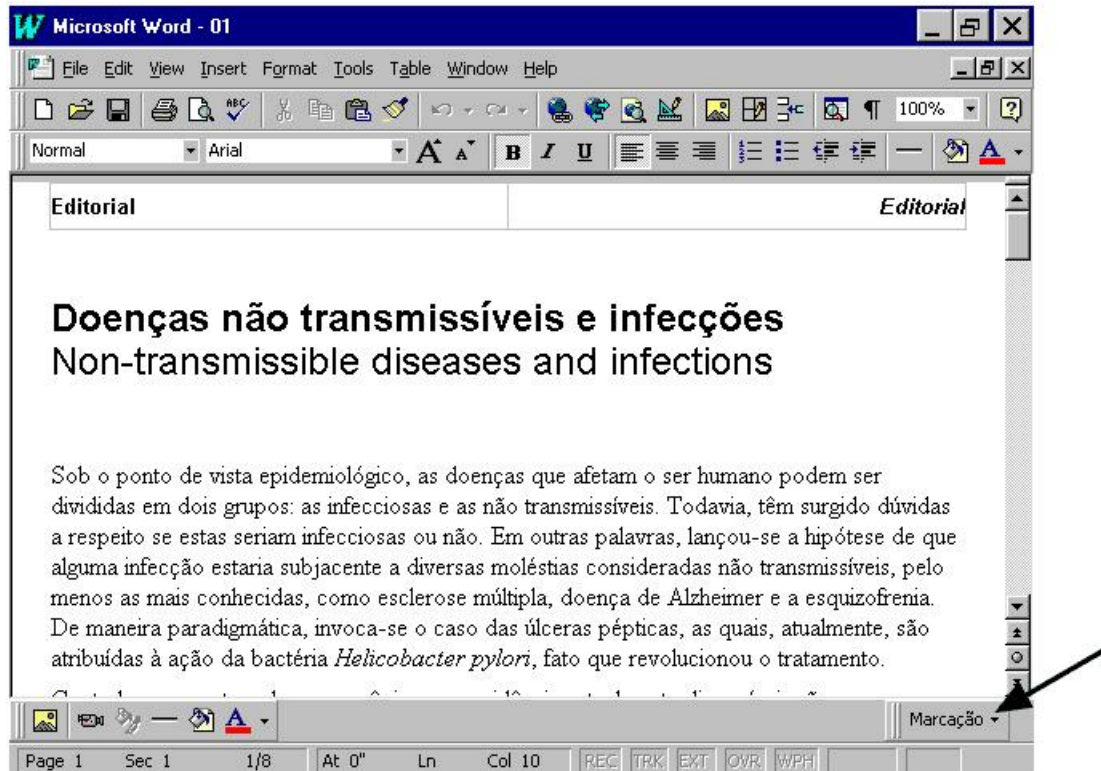 Microsoft Word - 01
File Edit View Insert Format Tools Table Window Help
ABC 100%
Normal Arial A A B I U A
Editorial Editorial
Doenças não transmissíveis e infecções
Non-transmissible diseases and infections
Sob o ponto de vista epidemiológico, as doenças que afetam o ser humano podem ser
divididas em dois grupos: as infecciosas e as não transmissíveis. Todavia, têm surgido dúvidas
a respeito se estas seriam infecciosas ou não. Em outras palavras, lançou-se a hipótese de que
alguma infecção estaria subjacente a diversas moléstias consideradas não transmissíveis, pelo
menos as mais conhecidas, como esclerose múltipla, doença de Alzheimer e a esquizofrenia.
De maneira paradigmática, invoca-se o caso das úlceras pépticas, as quais, atualmente, são
atribuídas à ação da bactéria Helicobacter pylori, fato que revolucionou o tratamento.
A Marcação
Page 1 Sec 1 1/8 At 0" Ln Col 10 REC TRK EXT OVR WPH